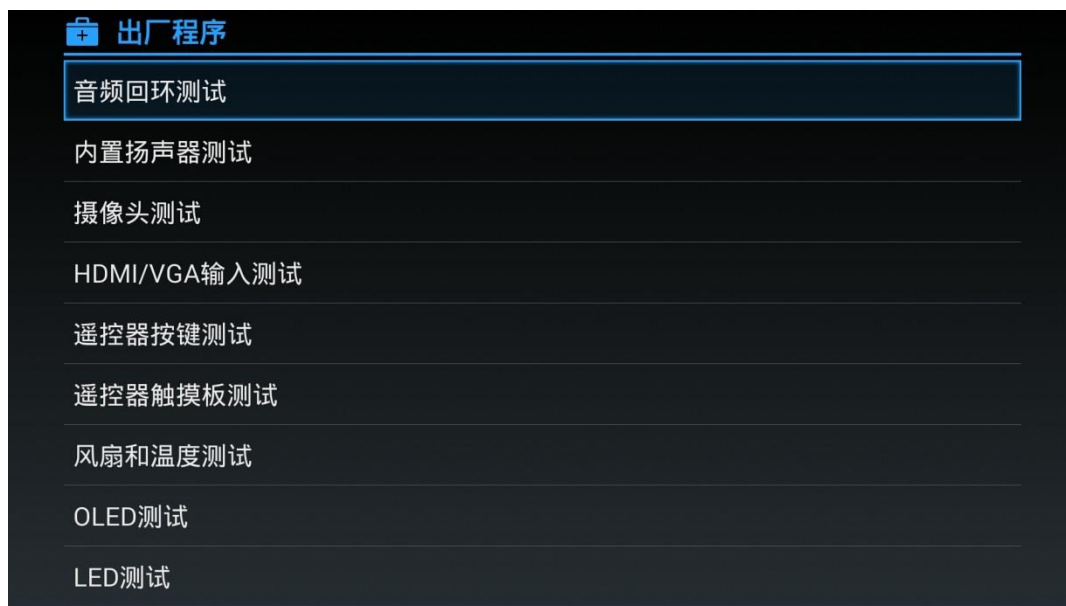 出厂程序
音频回环测试
内置扬声器测试
摄像头测试
HDMI/VGA输入测试
遥控器按键测试
遥控器触摸板测试
风扇和温度测试
OLED测试
LED测试